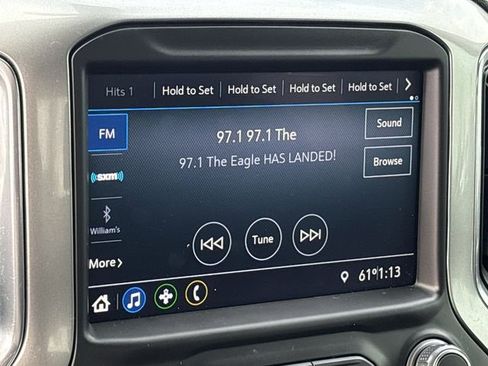 Hits 1 Hold to Set Hold to Set Hold to Set Hold to Set
FM
97.1 97.1 The
Sound
97.1 The Eagle HAS LANDED!
Browse
sxm
William's
Tune
More
61° 1:13